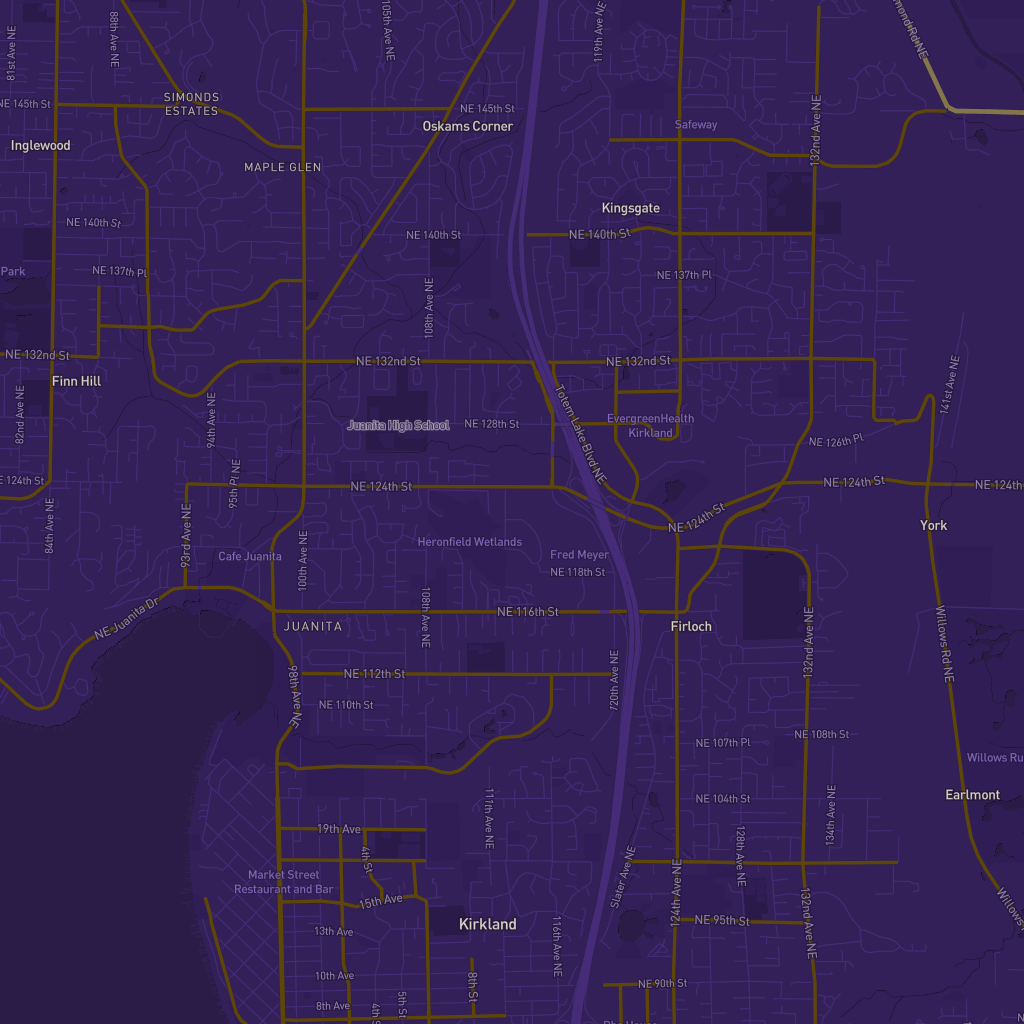 81st Ave NE
88th Ave NE
105th Ave NE
119th Ave NE
NE 145th St
SIMONDS
ESTATES
NE 145th St
Oskams Corner
Safeway
132nd Ave NE
Inglewood
MAPLE GLEN
Kingsgate
NE 140th St
NE 140th St
NE 140th St
Park
NE 137th Pl
NE 137th Pl
108th Ave NE
NE 132nd St
NE 132nd St
NE 132nd St
Finn Hill
141st Ave NE
82nd Ave NE
94th Ave NE
Juanita High School
NE 128th St
Totem Lake Blvd NE
EvergreenHealth
Kirkland
NE 126th Pl
95th Pl NE
NE 124th St
NE 124th St
NE 124th
84th Ave NE
93rd Ave NE
NE 124th St
York
Cafe Juanita
100th Ave NE
Heronfield Wetlands
Fred Meyer
NE 118th St
NE Juanita Dr
108th Ave NE
NE 116th St
JUANITA
Firloch
132nd Ave NE
Willows Rd NE
98th Ave NE
NE 112th St
120th Ave NE
NE 110th St
NE 107th Pl
NE 108th St
Willows Ru
Earlmont
NE 104th St
111th Ave NE
134th Ave NE
19th Ave
4th St
128th Ave NE
Market Street
Restaurant and Bar
Slater Ave NE
124th Ave NE
15th Ave
132nd Ave NE
Willows
Kirkland
NE 95th St
13th Ave
116th Ave NE
10th Ave
8th St
NE 90th St
8th Ave
5th St